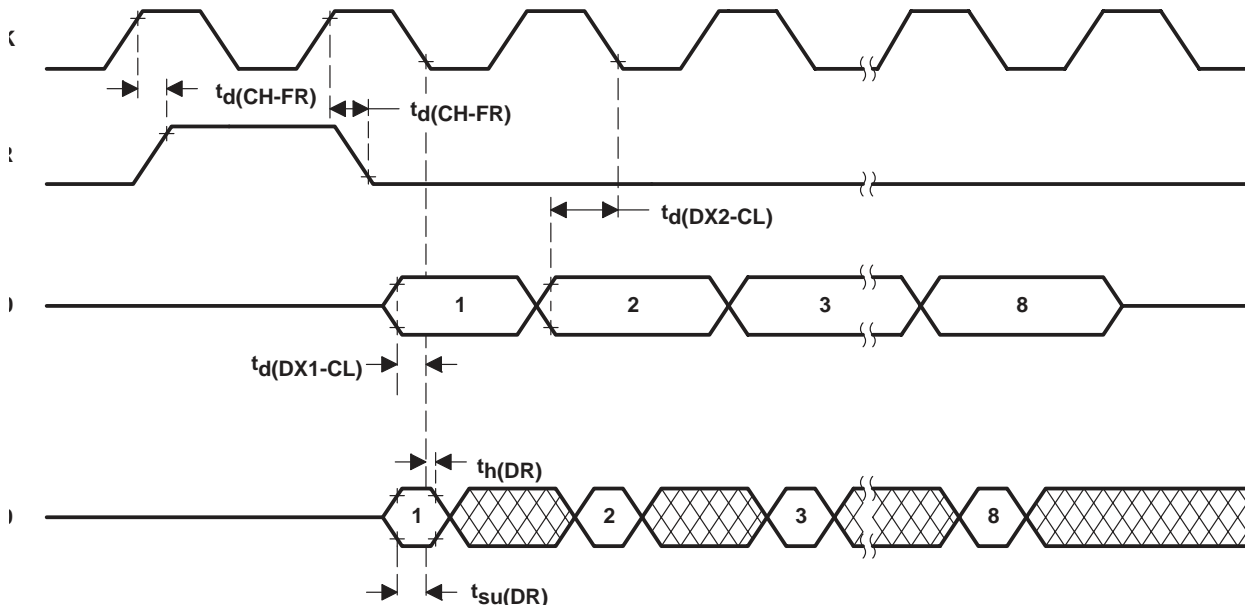 K
td(CH-FR)
td(CH-FR)
td(DX2-CL)
1 2 3 8
td(DX1-CL)
th(DR)
1 2 3 8
tsu(DR)